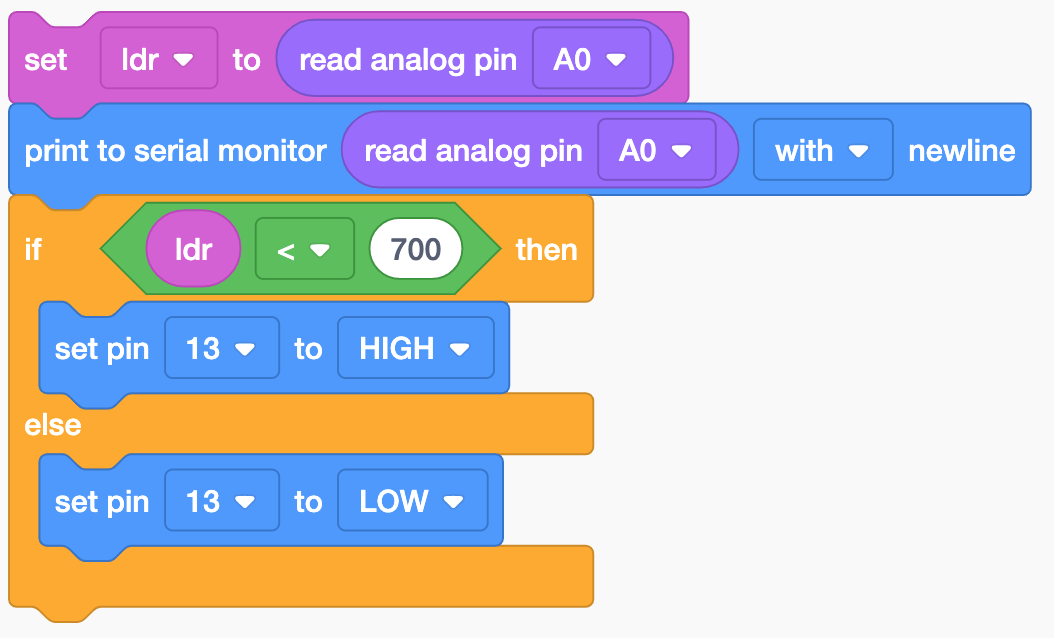 set ldr to read analog pin A0
print to serial monitor read analog pin A0 with newline
if ldr < 700 then
set pin 13 to HIGH
else
set pin 13 to LOW